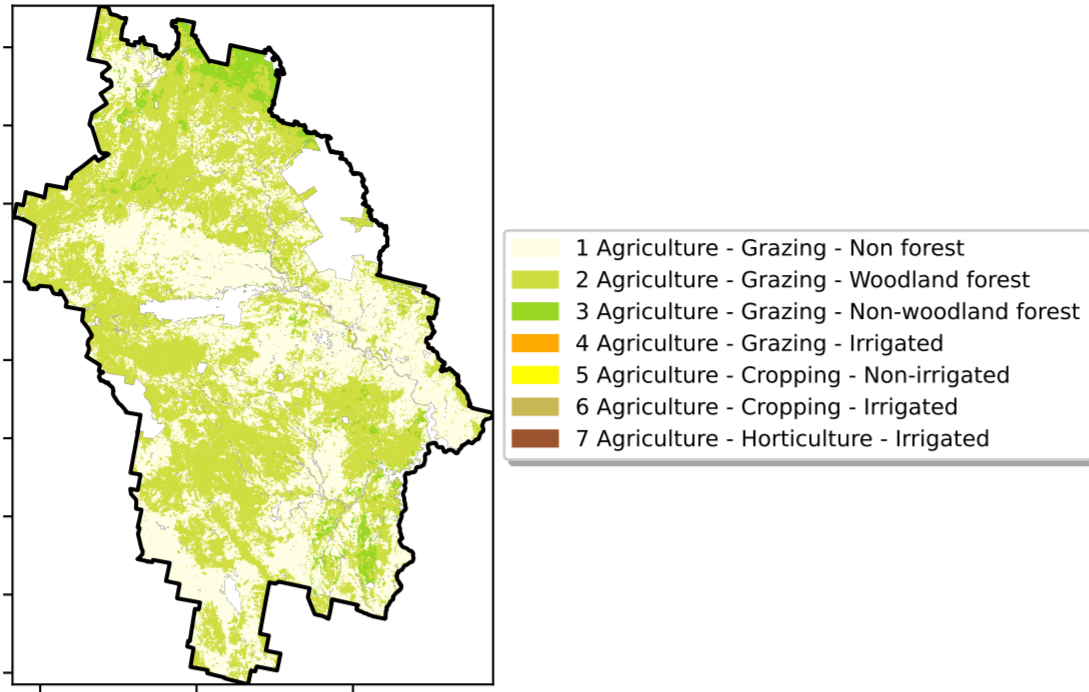 1 Agriculture - Grazing - Non forest
2 Agriculture - Grazing - Woodland forest
3 Agriculture - Grazing - Non-woodland forest
4 Agriculture - Grazing - Irrigated
5 Agriculture - Cropping - Non-irrigated
6 Agriculture - Cropping - Irrigated
7 Agriculture - Horticulture - Irrigated